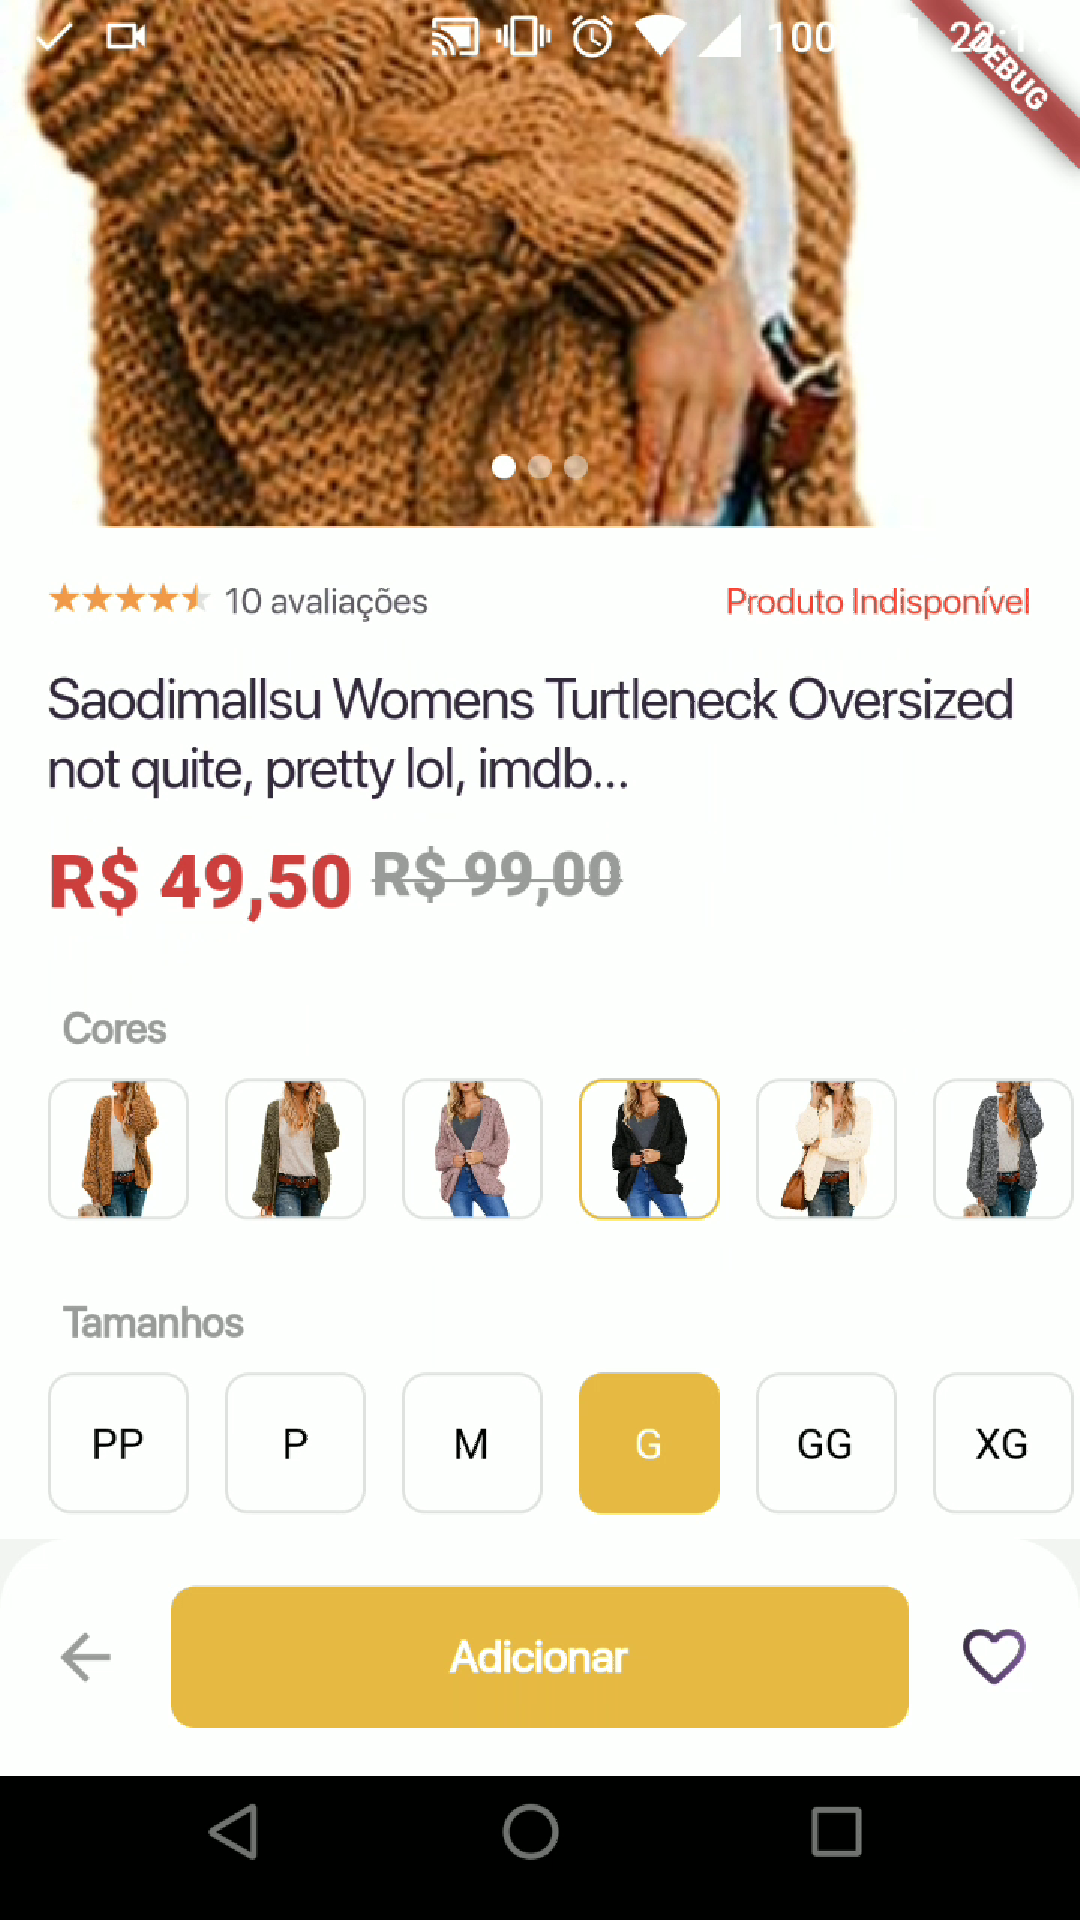 100
DEBUG
10 avaliações
Produto Indisponível
Saodimallsu Womens Turtleneck Oversized
not quite, pretty lol, imdb...
R$ 49,50 R$ 99,00
Cores
Tamanhos
PP P M G GG XG
Adicionar